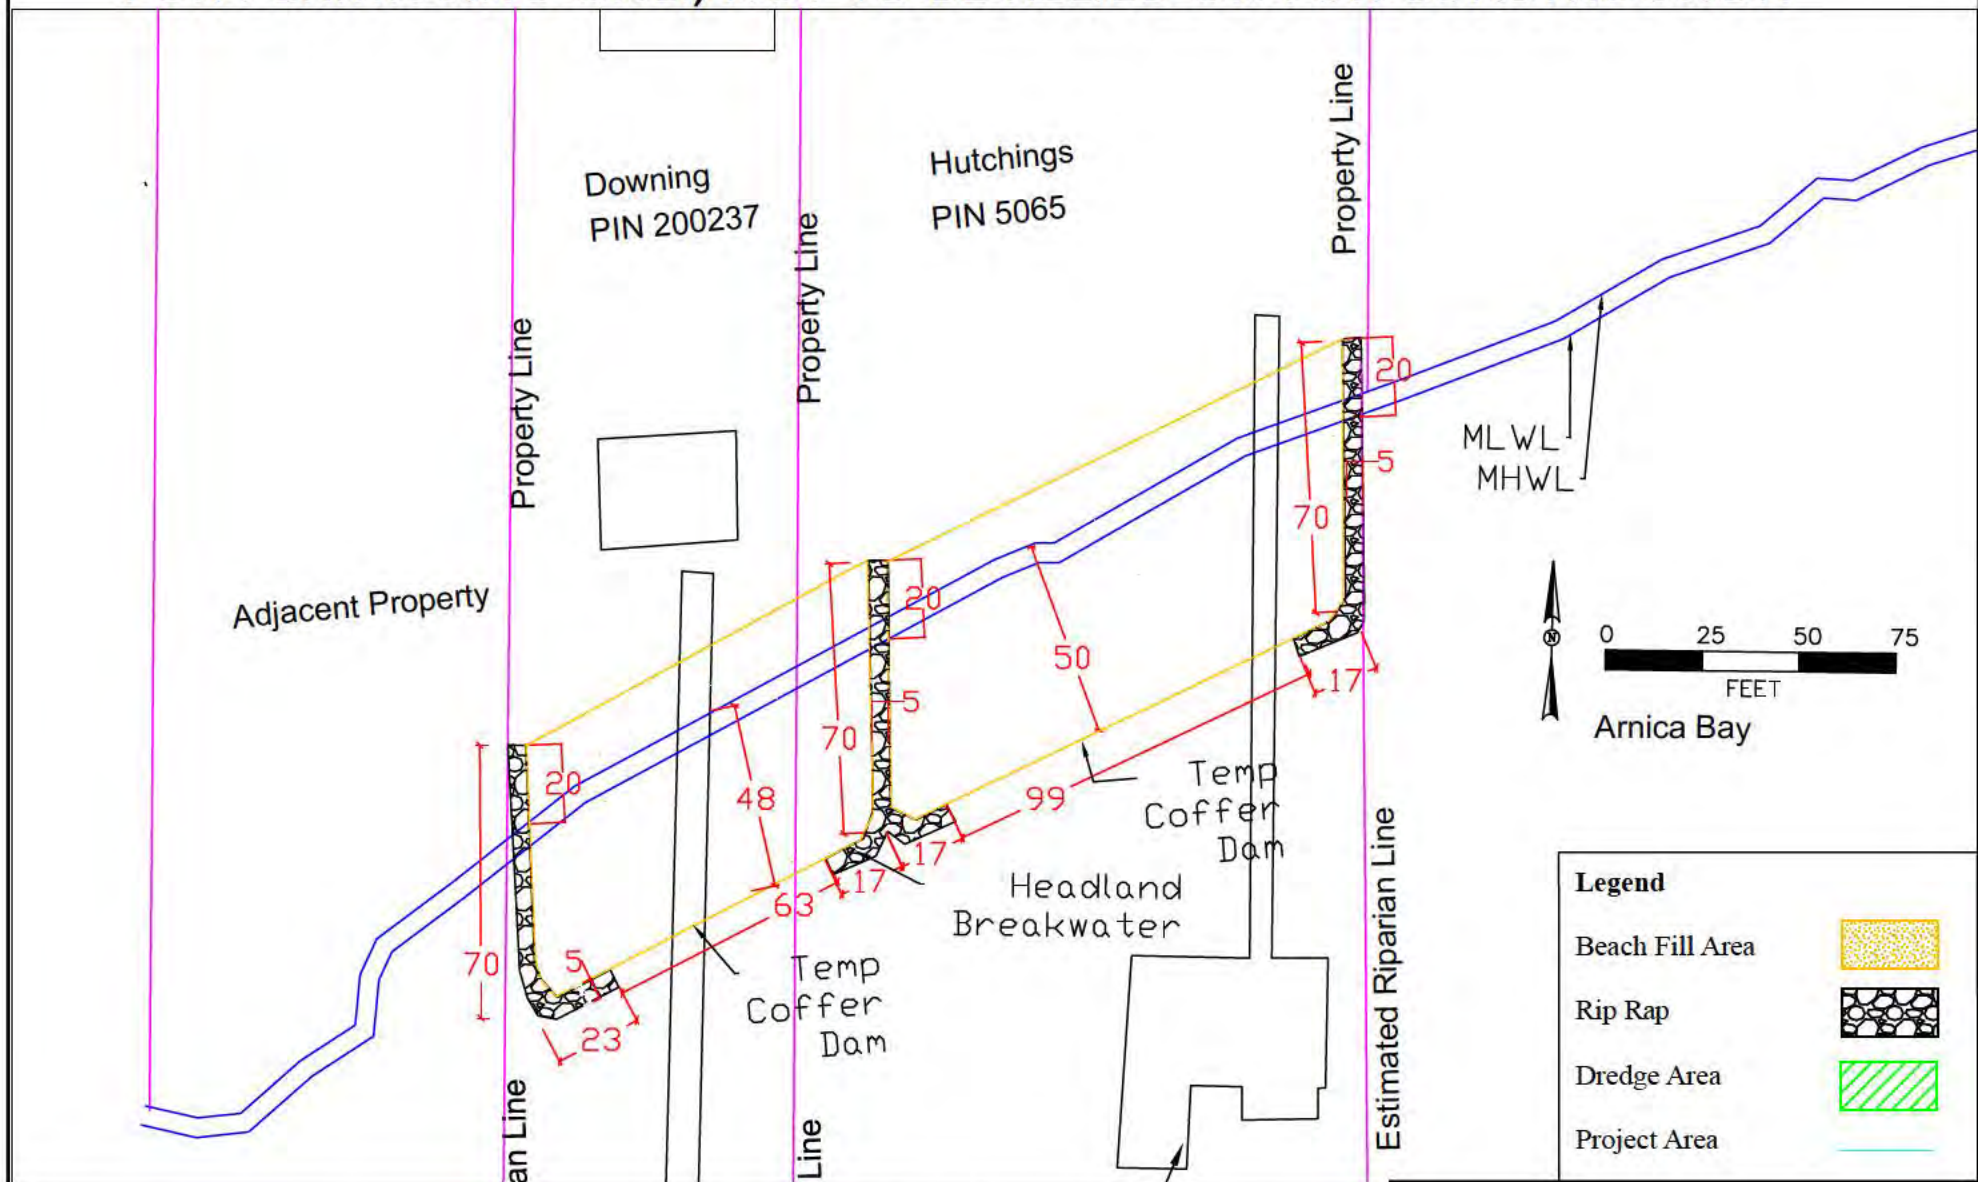 Property Line
Hutchings
PIN 5065
Downing
PIN 200237
Property Line
Property Line
Adjacent Property
20
5
70
MLWL
MHWL
20
5
70
50
17
0 25 50 75
FEET
Arnica Bay
20
48
70
99
Temp
Coffer
Dam
17
17
63
Headland
Breakwater
5
70
23
Temp
Coffer
Dam
Estimated Riparian Line
an Line
Line
N
Legend
Beach Fill Area
Rip Rap
Dredge Area
Project Area